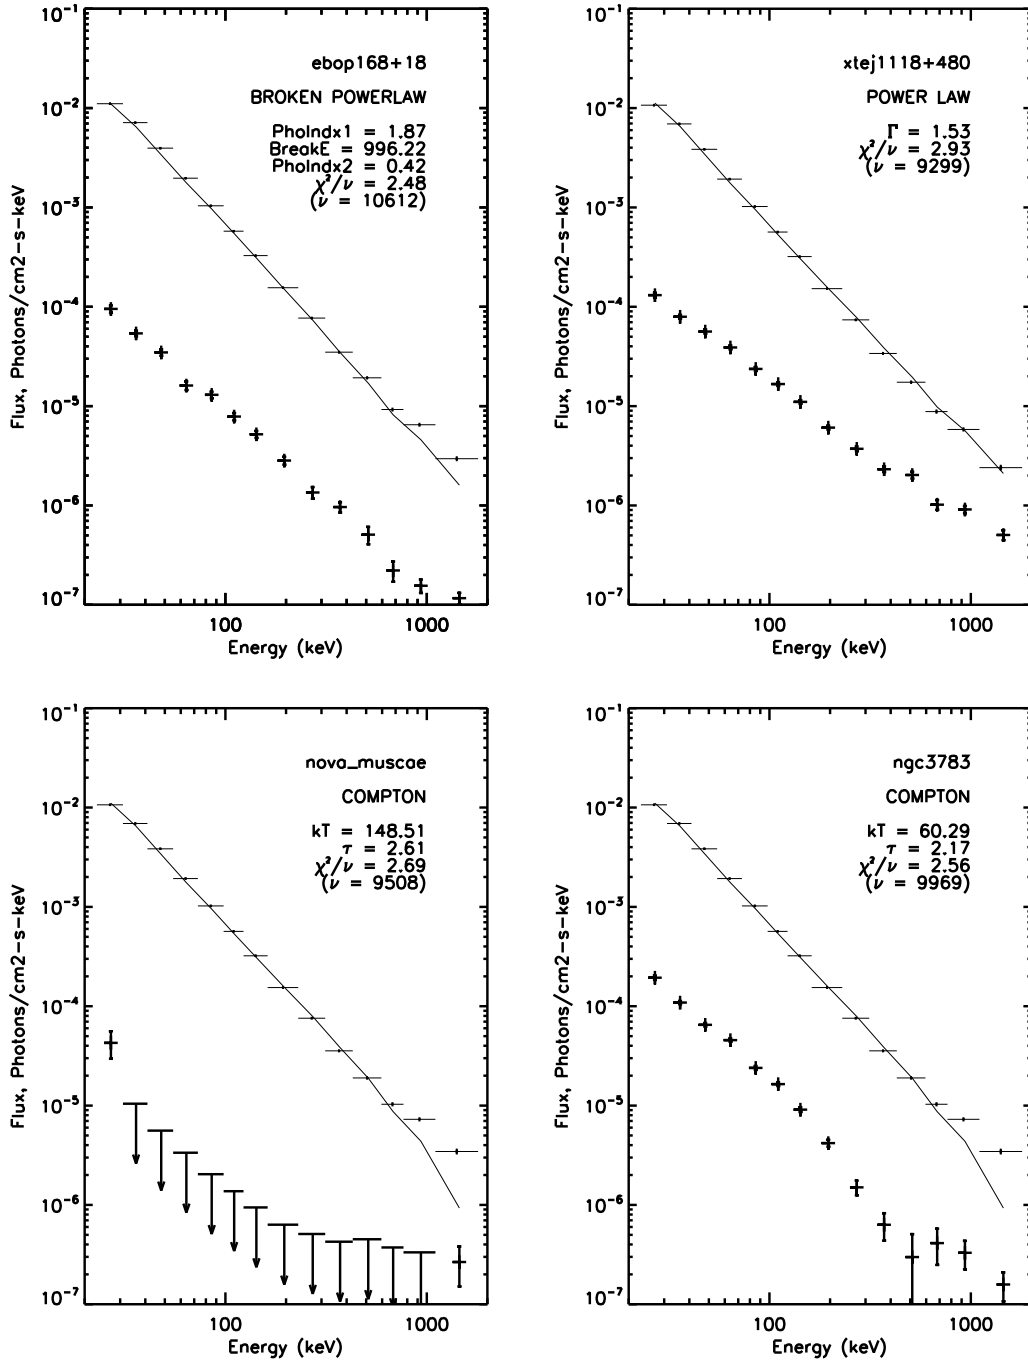 ebop168+18
BROKEN POWERLAW
PhoIndx1 = 1.87
BreakE = 996.22
PhoIndx2 = 0.42
χ²/ν = 2.48
(ν = 10612)
10⁻¹
10⁻²
10⁻³
10⁻⁴
10⁻⁵
10⁻⁶
10⁻⁷
Flux, Photons/cm2-s-keV
100 1000
Energy (keV)
xtej1118+480
POWER LAW
Γ = 1.53
χ²/ν = 2.93
(ν = 9299)
10⁻¹
10⁻²
10⁻³
10⁻⁴
10⁻⁵
10⁻⁶
10⁻⁷
Flux, Photons/cm2-s-keV
100 1000
Energy (keV)
nova_muscae
COMPTON
kT = 148.51
τ = 2.61
χ²/ν = 2.69
(ν = 9508)
10⁻¹
10⁻²
10⁻³
10⁻⁴
10⁻⁵
10⁻⁶
10⁻⁷
Flux, Photons/cm2-s-keV
100 1000
Energy (keV)
ngc3783
COMPTON
kT = 60.29
τ = 2.17
χ²/ν = 2.56
(ν = 9969)
10⁻¹
10⁻²
10⁻³
10⁻⁴
10⁻⁵
10⁻⁶
10⁻⁷
Flux, Photons/cm2-s-keV
100 1000
Energy (keV)